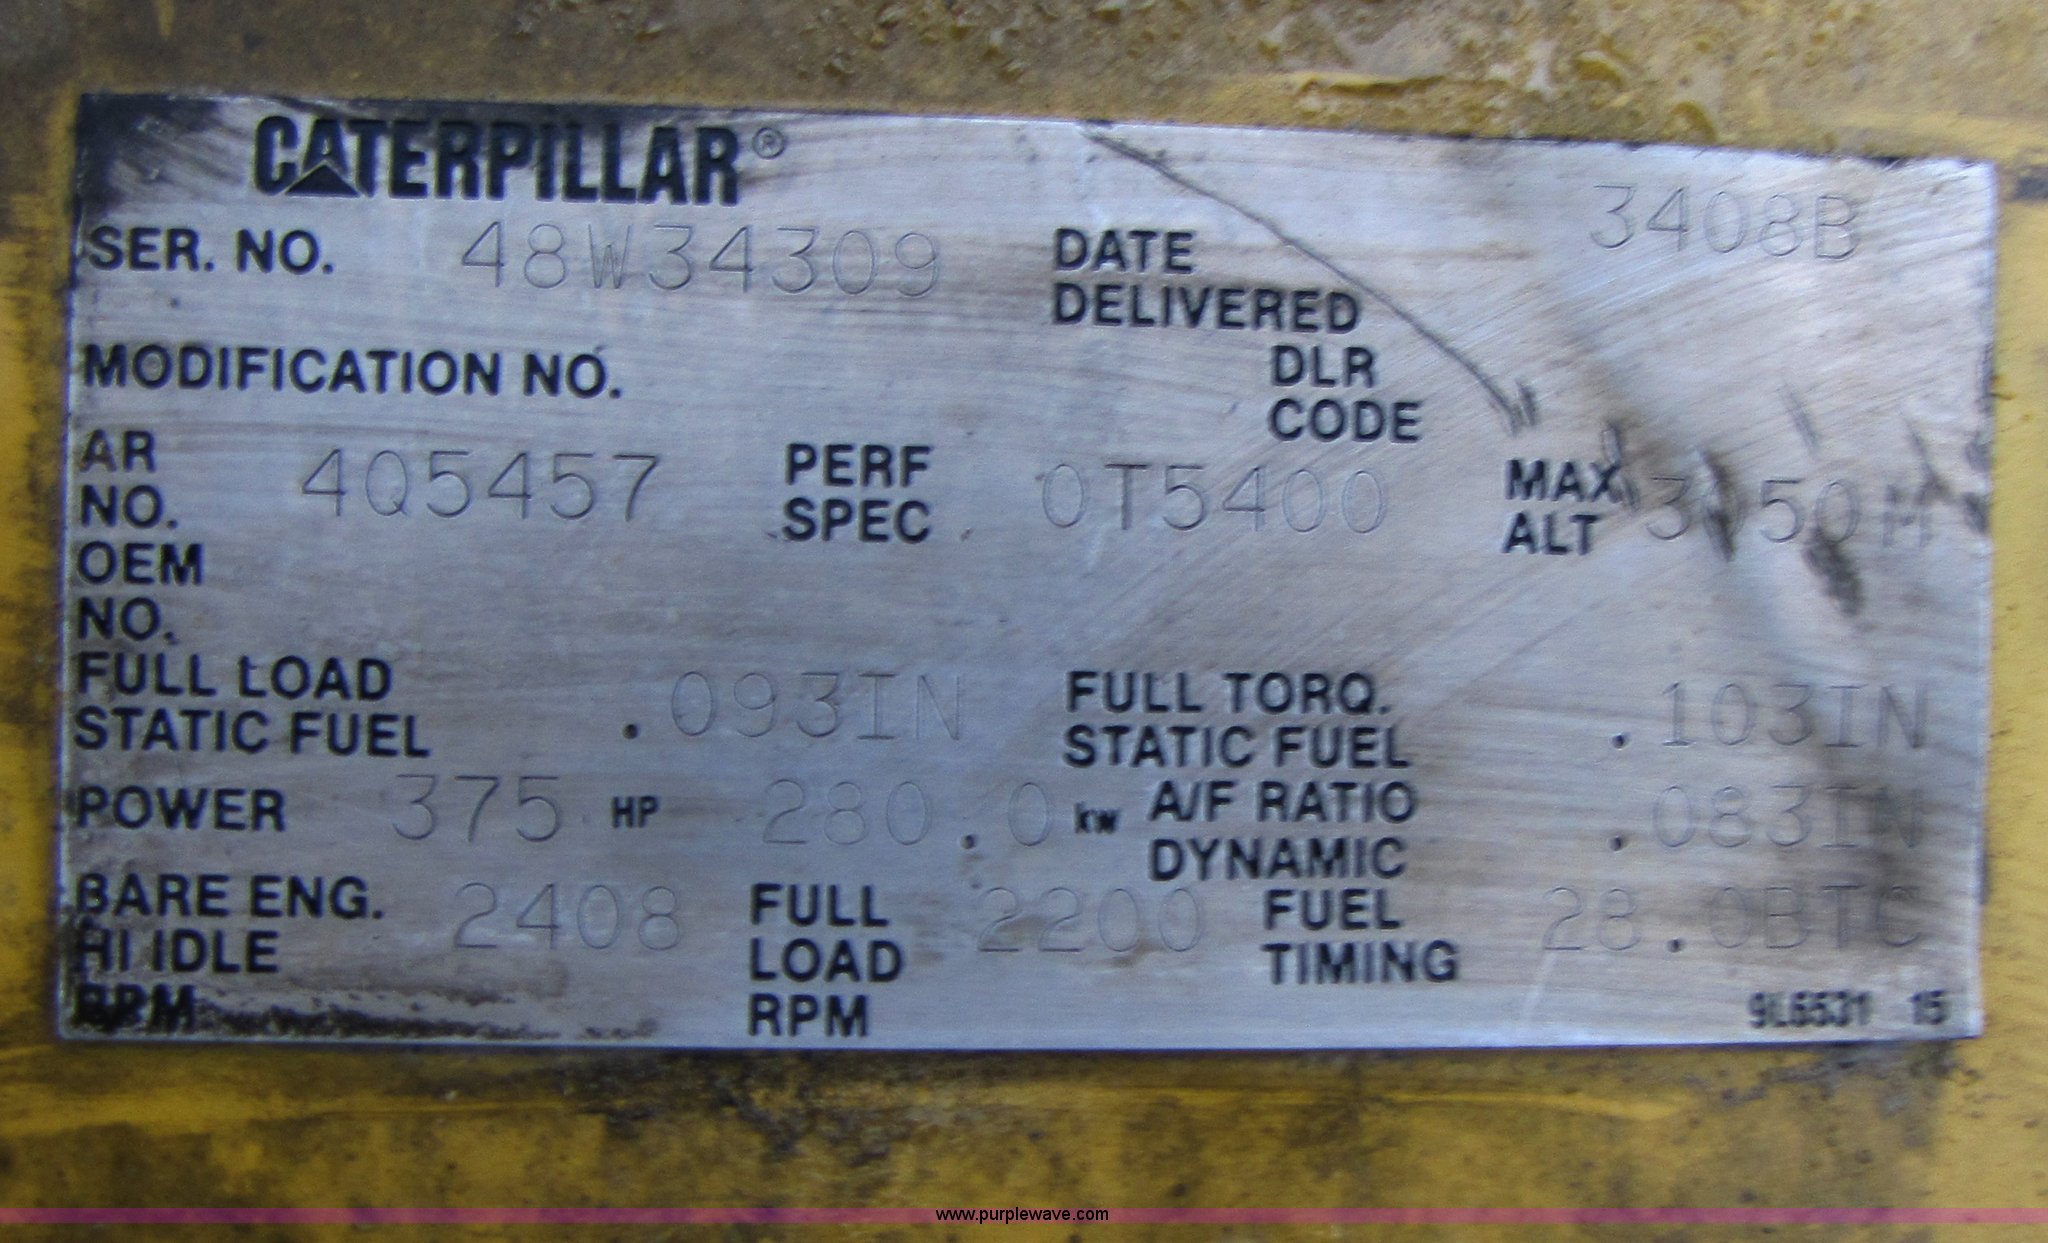 CATERPILLAR®
3408B
SER. NO. 48W34309 DATE DELIVERED
MODIFICATION NO. DLR CODE
AR NO. 4Q5457 PERF SPEC 0T5400 MAX ALT
OEM NO.
FULL LOAD STATIC FUEL .093IN FULL TORQ. STATIC FUEL .103IN
POWER 375 HP 280.0 kw A/F RATIO DYNAMIC .083IN
BARE ENG. HI IDLE RPM 2408 FULL LOAD RPM 2200 FUEL TIMING 28.0BTC
9L6531 15
www.purplewave.com